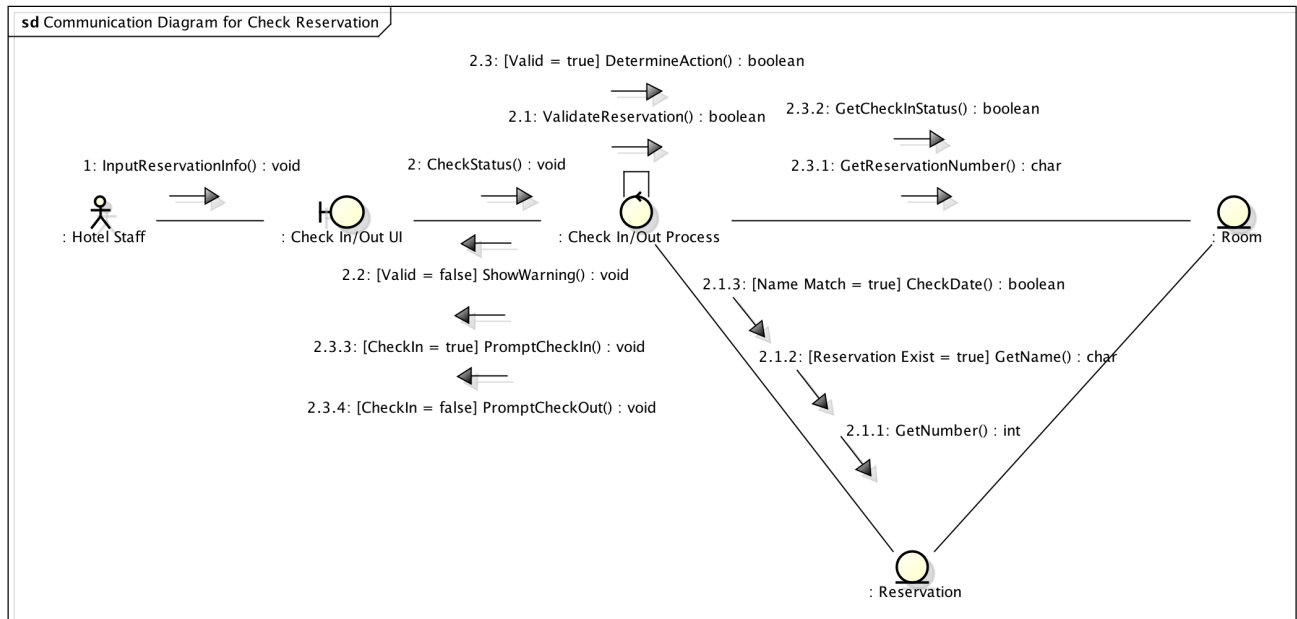 sd Communication Diagram for Check Reservation
2.3: [Valid = true] DetermineAction() : boolean
2.1: ValidateReservation() : boolean
2.3.2: GetCheckInStatus() : boolean
1: InputReservationInfo() : void
2: CheckStatus() : void
2.3.1: GetReservationNumber() : char
: Hotel Staff
: Check In/Out UI
: Check In/Out Process
: Room
2.2: [Valid = false] ShowWarning() : void
2.1.3: [Name Match = true] CheckDate() : boolean
2.3.3: [CheckIn = true] PromptCheckIn() : void
2.1.2: [Reservation Exist = true] GetName() : char
2.3.4: [CheckIn = false] PromptCheckOut() : void
2.1.1: GetNumber() : int
: Reservation